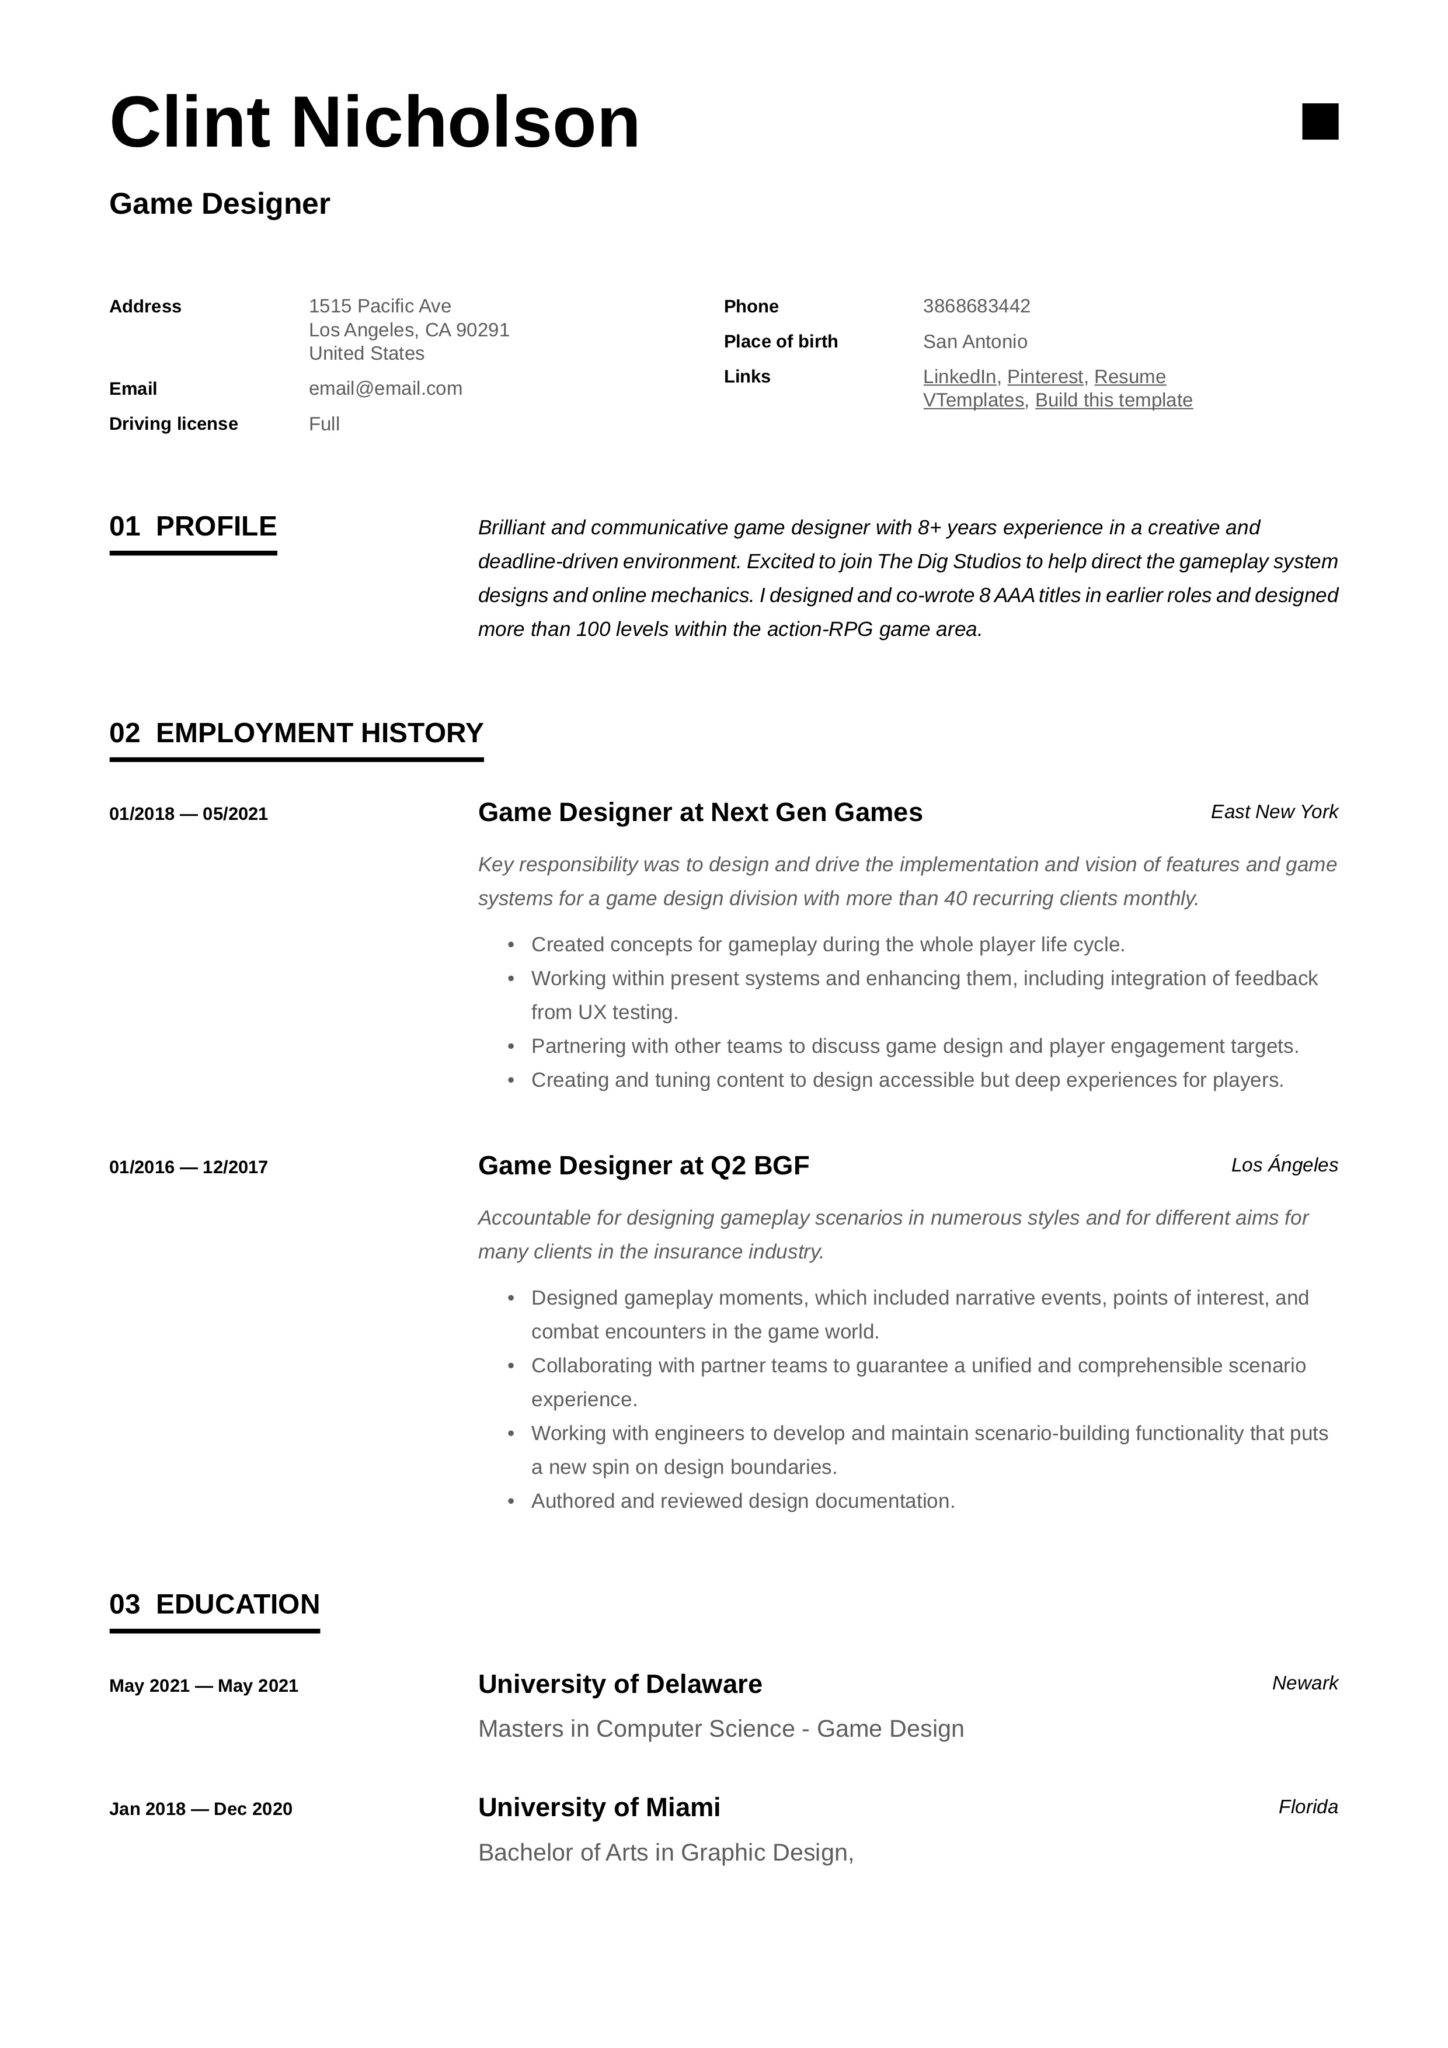 Clint Nicholson
Game Designer
Address
1515 Pacific Ave
Los Angeles, CA 90291
United States
Email
email@email.com
Driving license
Full
Phone
3868683442
Place of birth
San Antonio
Links
LinkedIn, Pinterest, Resume
VTemplates, Build this template
01 PROFILE
Brilliant and communicative game designer with 8+ years experience in a creative and
deadline-driven environment. Excited to join The Dig Studios to help direct the gameplay system
designs and online mechanics. I designed and co-wrote 8 AAA titles in earlier roles and designed
more than 100 levels within the action-RPG game area.
02 EMPLOYMENT HISTORY
01/2018 — 05/2021
Game Designer at Next Gen Games
East New York
Key responsibility was to design and drive the implementation and vision of features and game
systems for a game design division with more than 40 recurring clients monthly.
• Created concepts for gameplay during the whole player life cycle.
• Working within present systems and enhancing them, including integration of feedback
from UX testing.
• Partnering with other teams to discuss game design and player engagement targets.
• Creating and tuning content to design accessible but deep experiences for players.
01/2016 — 12/2017
Game Designer at Q2 BGF
Los Ángeles
Accountable for designing gameplay scenarios in numerous styles and for different aims for
many clients in the insurance industry.
• Designed gameplay moments, which included narrative events, points of interest, and
combat encounters in the game world.
• Collaborating with partner teams to guarantee a unified and comprehensible scenario
experience.
• Working with engineers to develop and maintain scenario-building functionality that puts
a new spin on design boundaries.
• Authored and reviewed design documentation.
03 EDUCATION
May 2021 — May 2021
University of Delaware
Newark
Masters in Computer Science - Game Design
Jan 2018 — Dec 2020
University of Miami
Florida
Bachelor of Arts in Graphic Design,